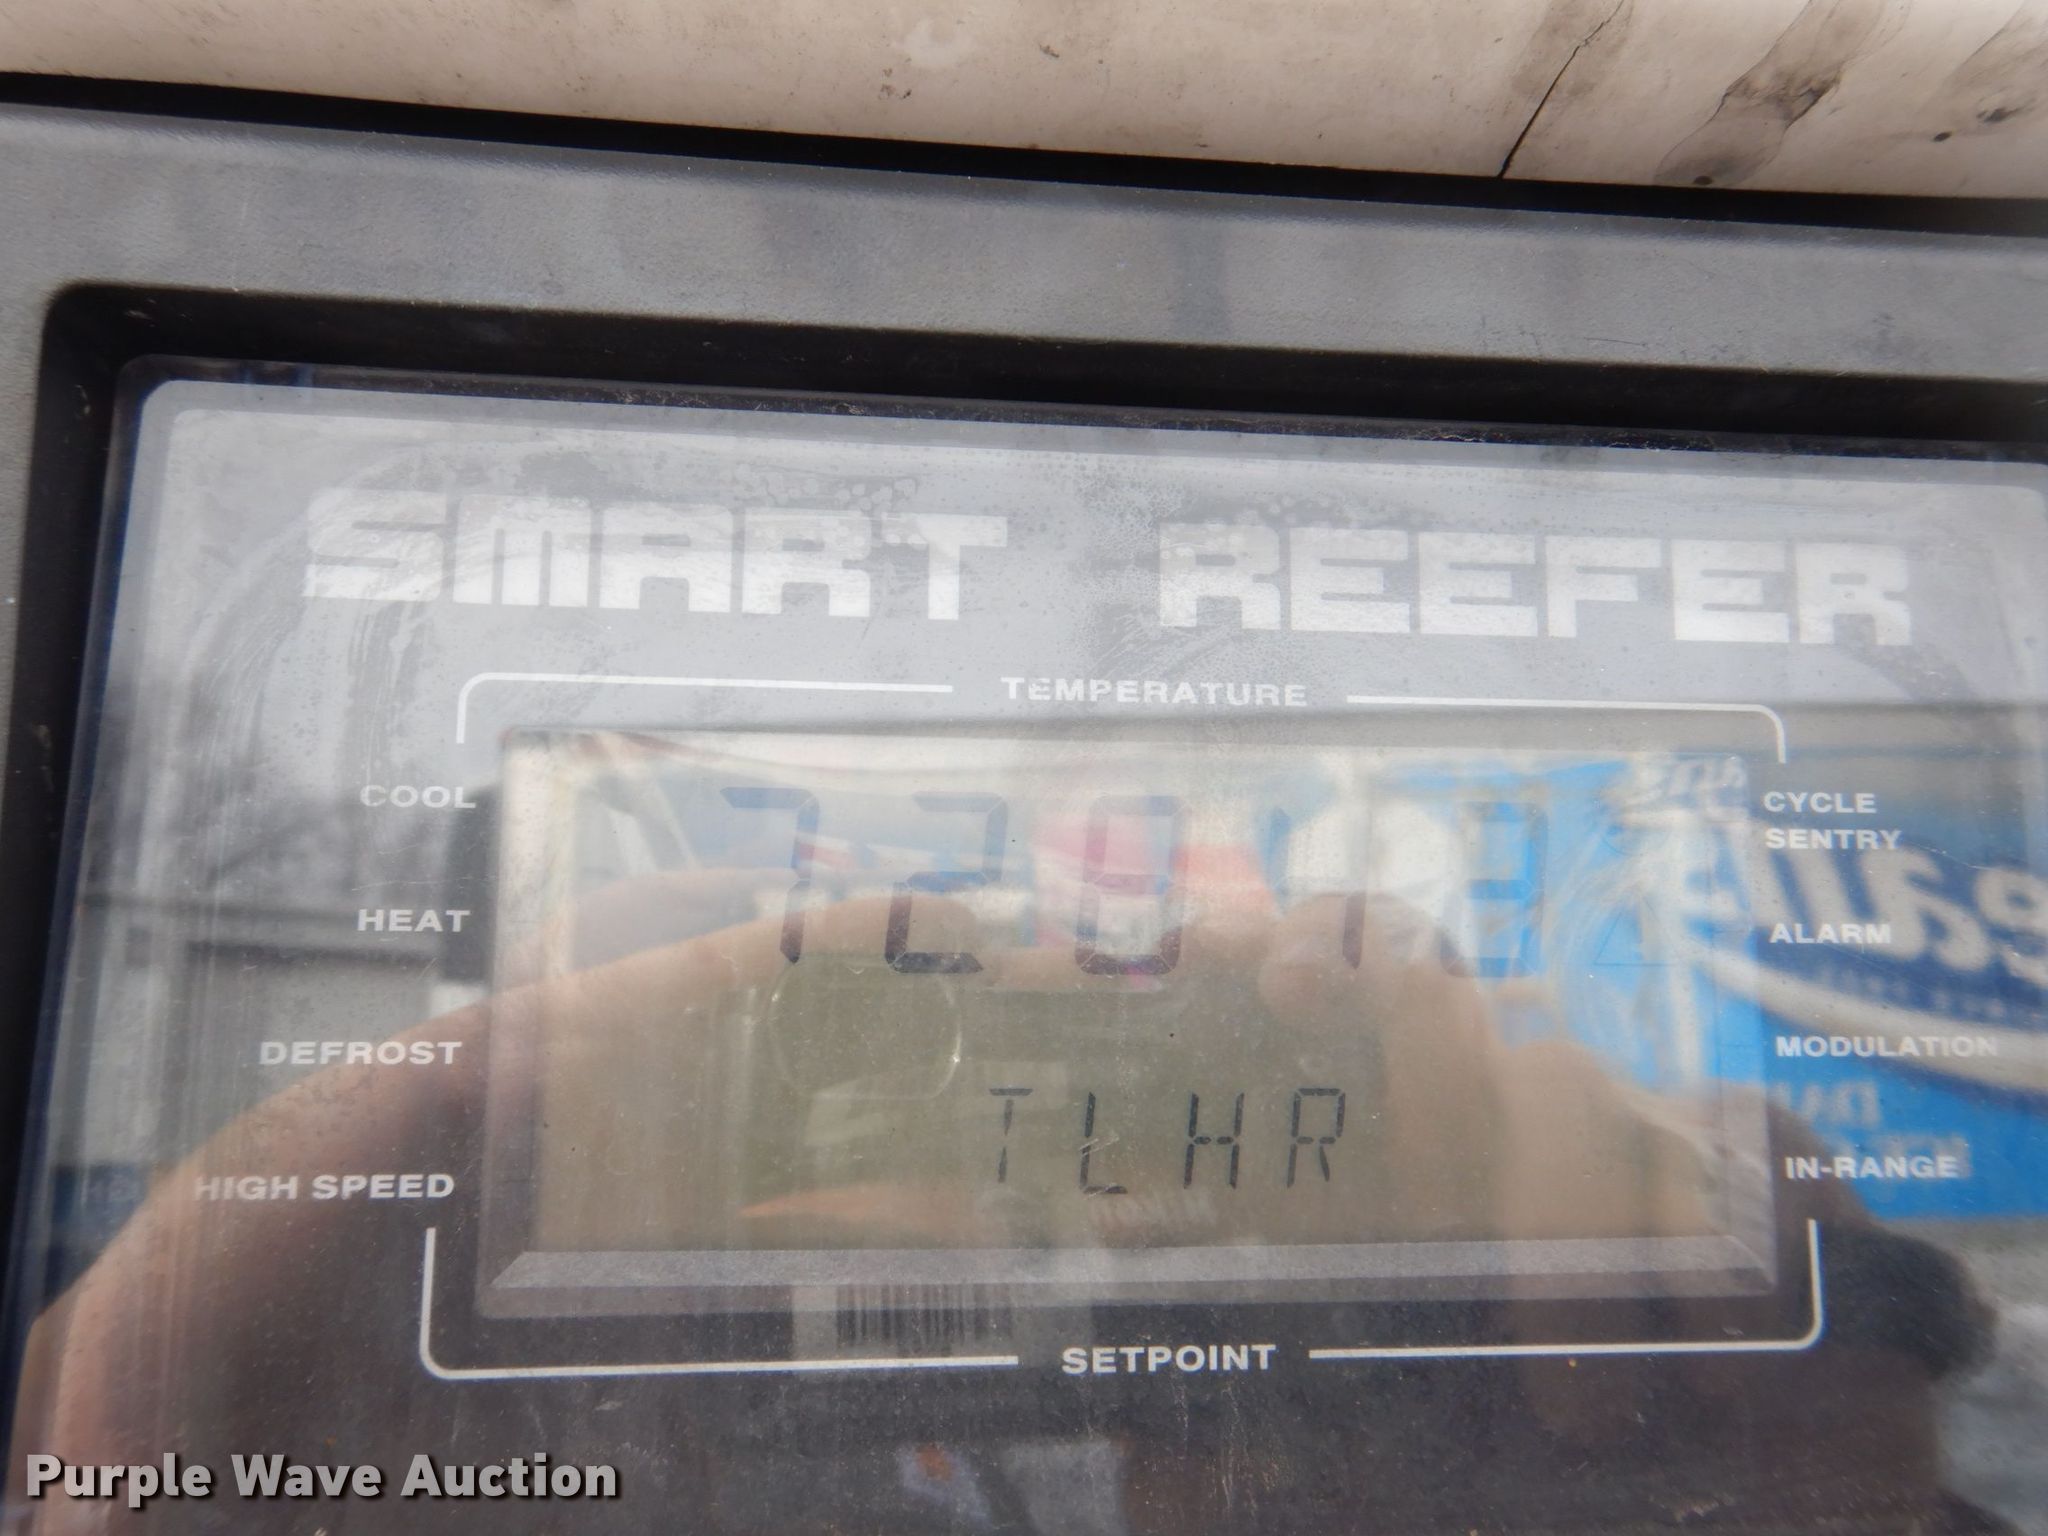 SMART REEFER
TEMPERATURE
COOL
CYCLE
SENTRY
HEAT
ALARM
DEFROST
MODULATION
TLHR
HIGH SPEED
IN-RANGE
SETPOINT
Purple Wave Auction